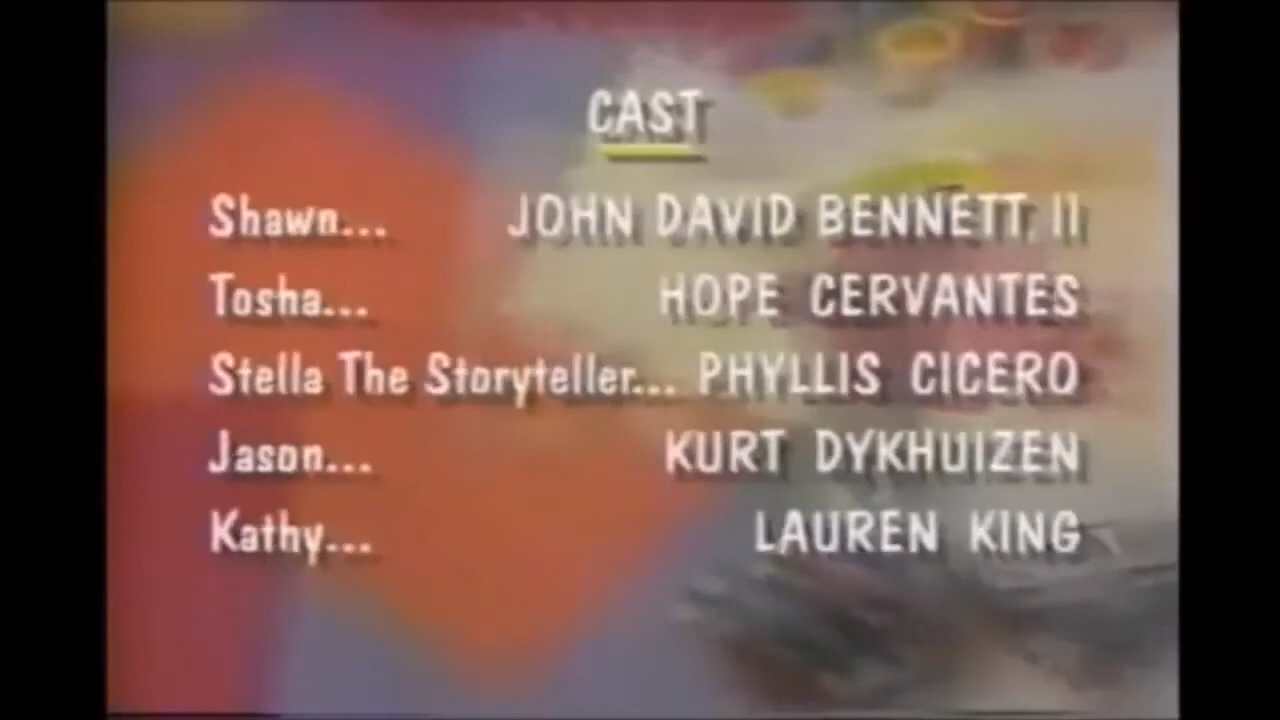 CAST
Shawn... JOHN DAVID BENNETT II
Tosha... HOPE CERVANTES
Stella The Storyteller... PHYLLIS CICERO
Jason... KURT DYKHUIZEN
Kathy... LAUREN KING